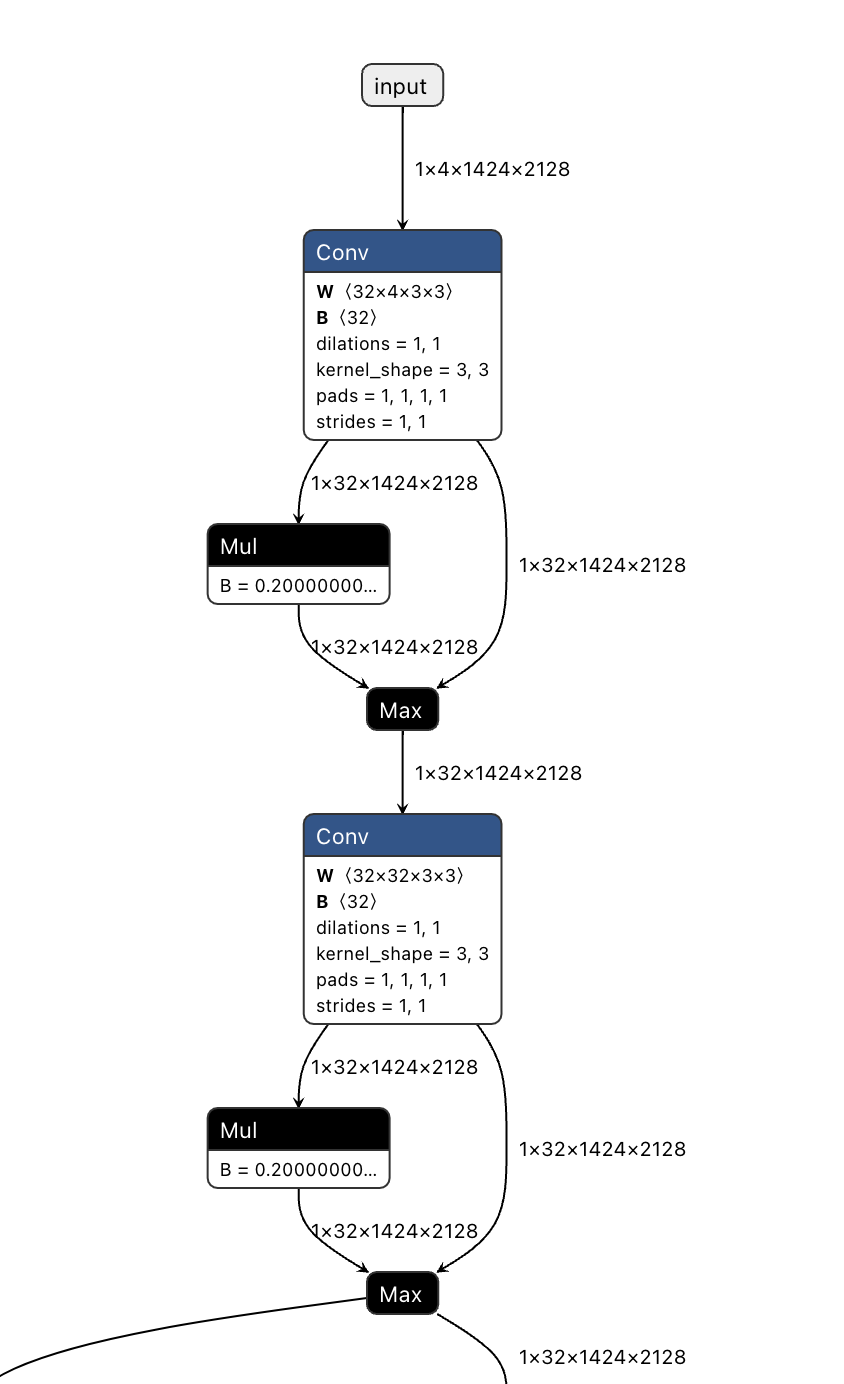 input
1×4×1424×2128
Conv
W 〈32×4×3×3〉
B 〈32〉
dilations = 1, 1
kernel_shape = 3, 3
pads = 1, 1, 1, 1
strides = 1, 1
1×32×1424×2128
Mul
B = 0.20000000…
1×32×1424×2128
1×32×1424×2128
Max
1×32×1424×2128
Conv
W 〈32×32×3×3〉
B 〈32〉
dilations = 1, 1
kernel_shape = 3, 3
pads = 1, 1, 1, 1
strides = 1, 1
1×32×1424×2128
Mul
B = 0.20000000…
1×32×1424×2128
1×32×1424×2128
Max
1×32×1424×2128